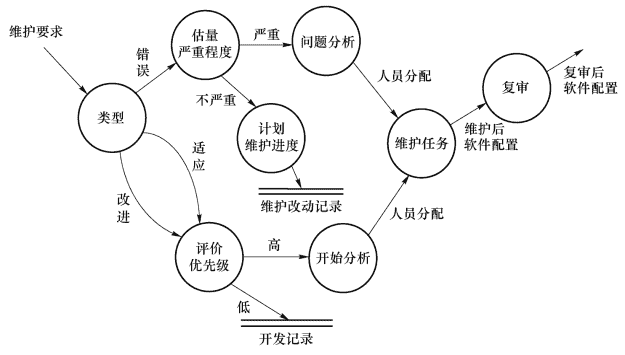 维护要求
类型
错
误
估量
严重程度
严重
问题分析
人员分配
不严重
计划
维护进度
维护改动记录
适
应
改
进
评价
优先级
高
开始分析
人员分配
低
开发记录
维护任务
维护后
软件配置
复审
复审后
软件配置